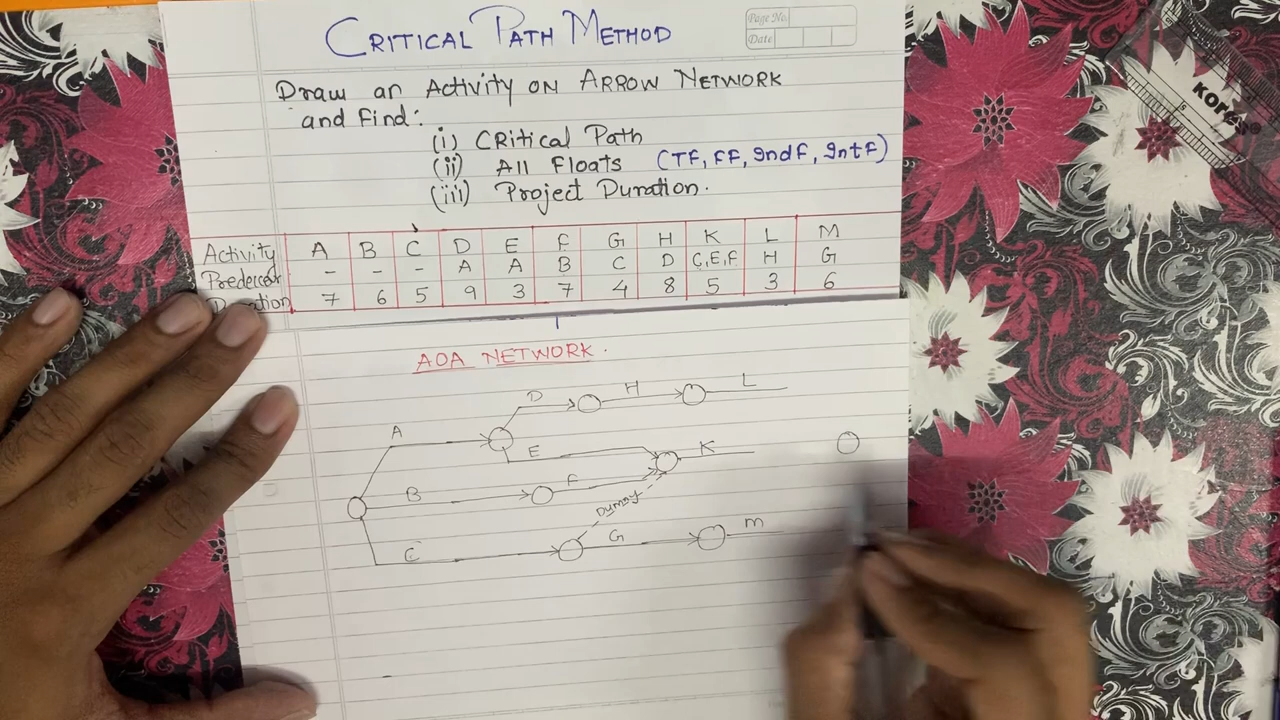 CRITICAL PATH METHOD
Page No.
Date
Draw an Activity on ARROW NETWORK
and Find:
(i) CRitical Path
(ii) All Floats (TF, FF, IndF, IntF)
(iii) Project Duration.
Activity A B C D E F G H K L M
- - - A A B C D C,E,F H G
7 6 5 9 3 7 4 8 5 3 6
AOA NETWORK.
D H L
A
E K
B F
Dummy
C G M
kores